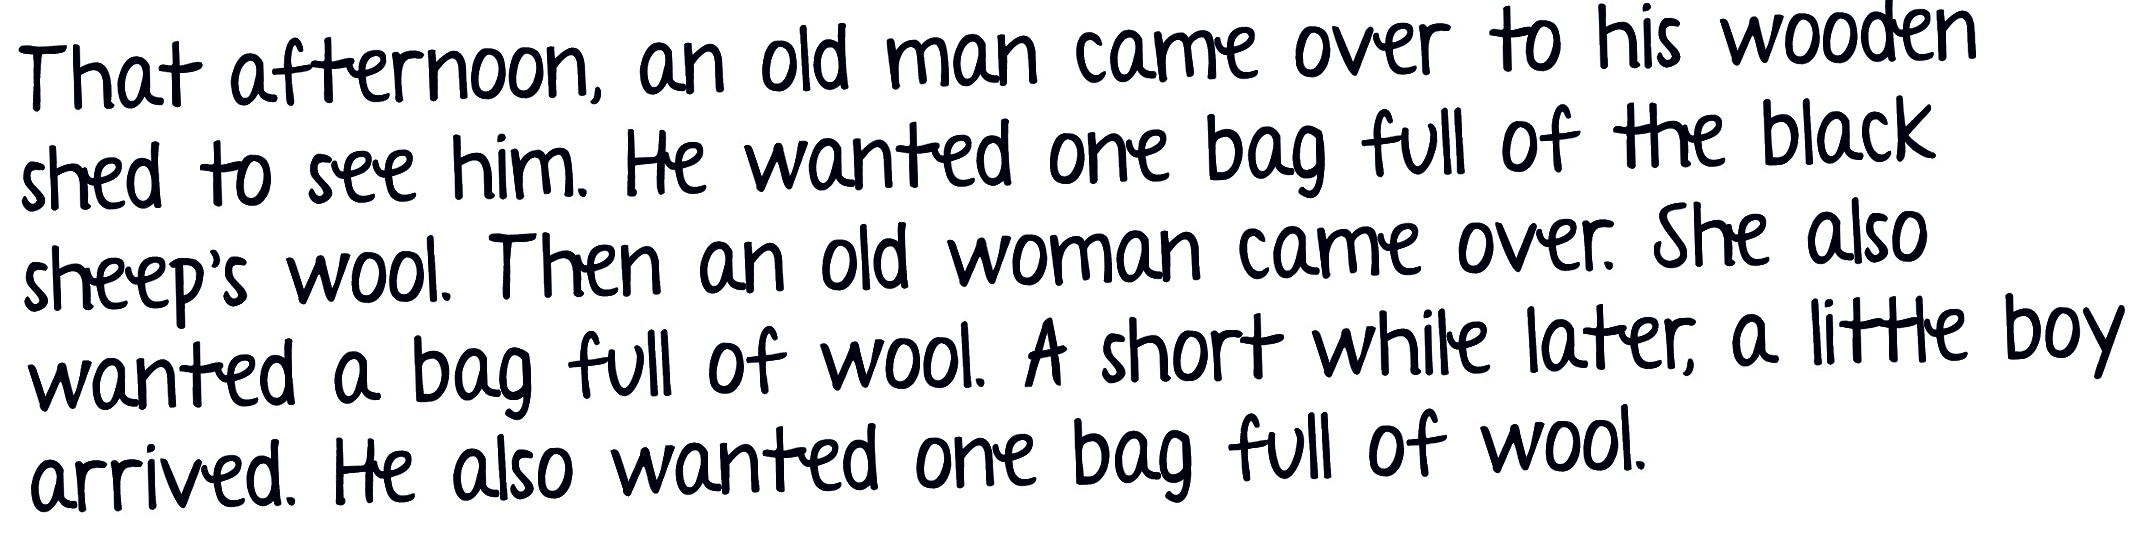 That afternoon, an old man came over to his wooden
shed to see him. He wanted one bag full of the black
sheep's wool. Then an old woman came over. She also
wanted a bag full of wool. A short while later, a little boy
arrived. He also wanted one bag full of wool.